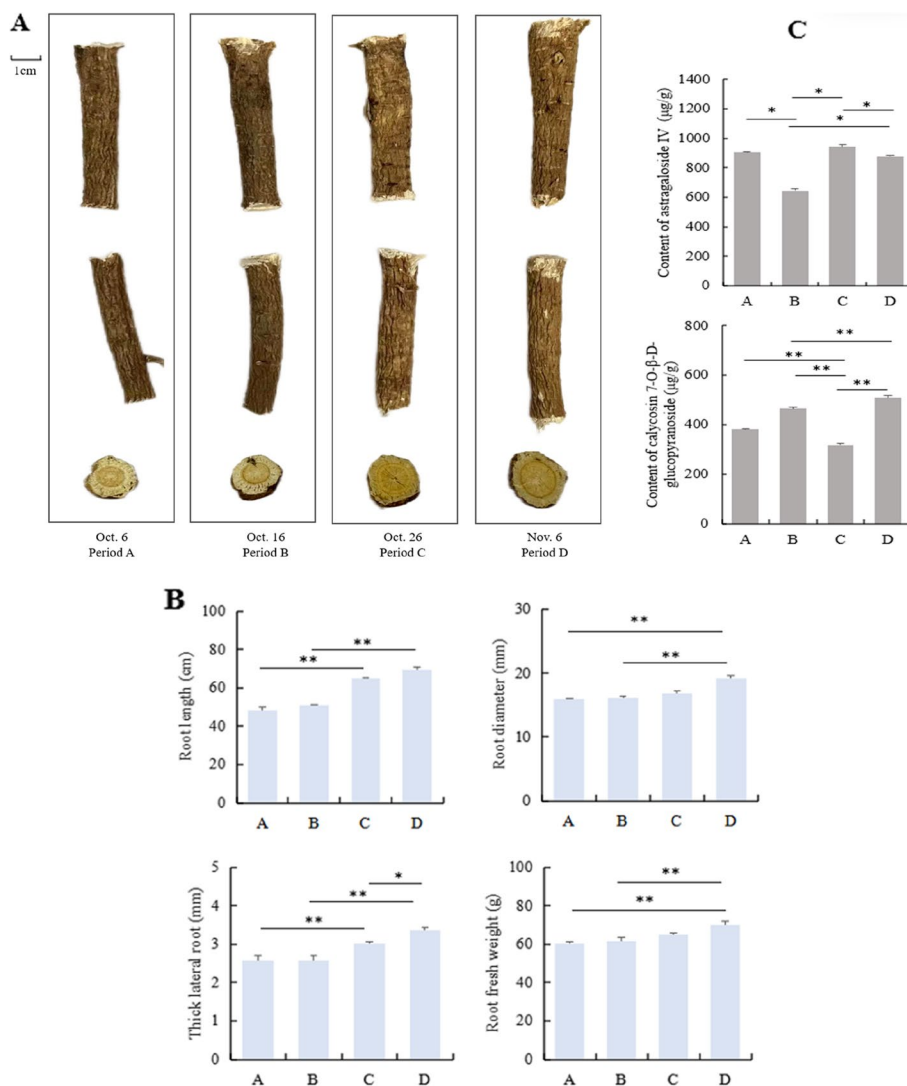 A
1cm
Oct. 6
Period A
Oct. 16
Period B
Oct. 26
Period C
Nov. 6
Period D
C
Content of astragaloside IV (μg/g)
1400
1200
1000
800
600
400
200
0
*
*
*
*
A B C D
Content of calycosin 7-O-β-D-
glucopyranoside (μg/g)
800
600
400
200
0
**
**
**
**
A B C D
B
Root length (cm)
100
80
60
40
20
0
**
**
A B C D
Root diameter (mm)
30
20
10
0
**
**
A B C D
Thick lateral root (mm)
5
4
3
2
1
0
*
**
**
A B C D
Root fresh weight (g)
100
80
60
40
20
0
**
**
A B C D